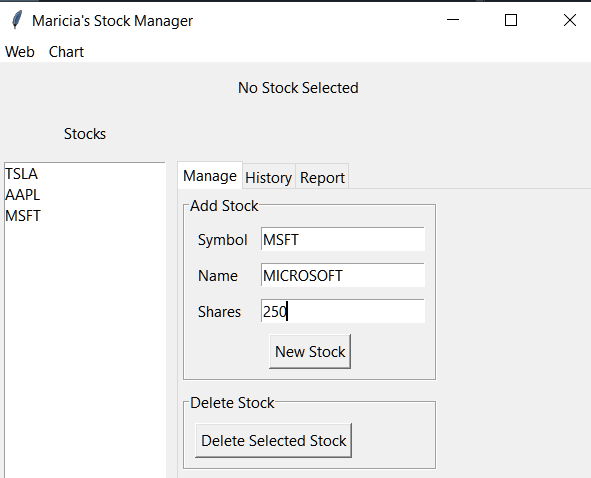 Maricia's Stock Manager
Web Chart
No Stock Selected
Stocks
TSLA
AAPL
MSFT
Manage History Report
Add Stock
Symbol MSFT
Name MICROSOFT
Shares 250
New Stock
Delete Stock
Delete Selected Stock